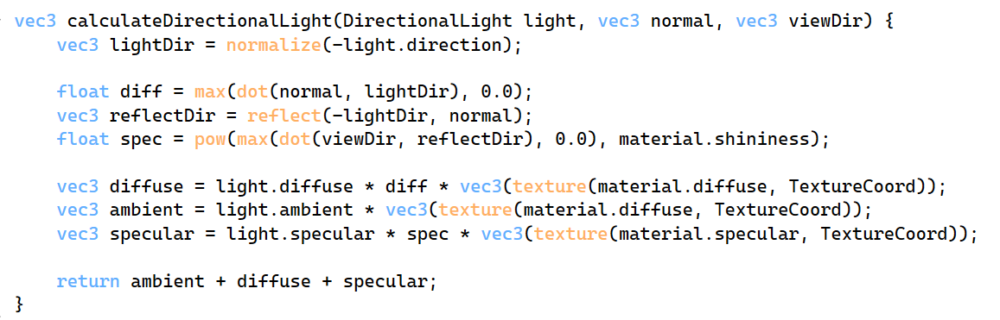 vec3 calculateDirectionalLight(DirectionalLight light, vec3 normal, vec3 viewDir) {
    vec3 lightDir = normalize(-light.direction);

    float diff = max(dot(normal, lightDir), 0.0);
    vec3 reflectDir = reflect(-lightDir, normal);
    float spec = pow(max(dot(viewDir, reflectDir), 0.0), material.shininess);

    vec3 diffuse = light.diffuse * diff * vec3(texture(material.diffuse, TextureCoord));
    vec3 ambient = light.ambient * vec3(texture(material.diffuse, TextureCoord));
    vec3 specular = light.specular * spec * vec3(texture(material.specular, TextureCoord));

    return ambient + diffuse + specular;
}